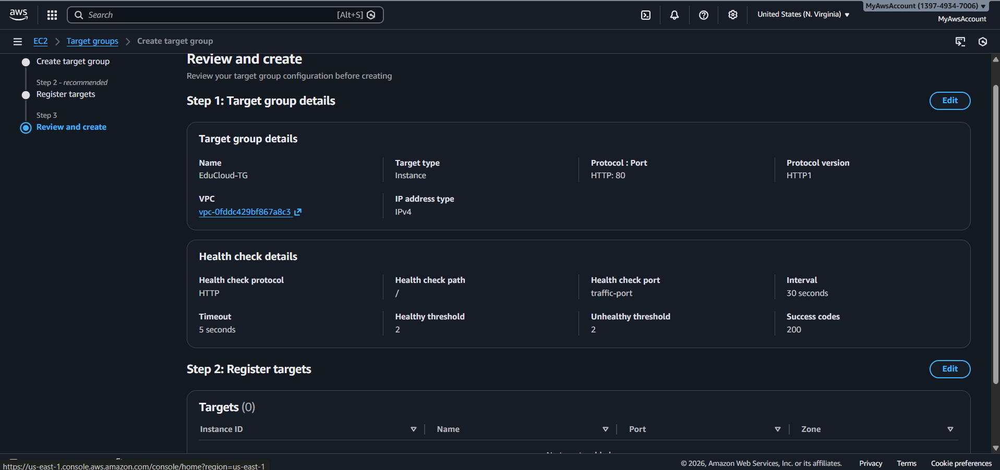 aws
Search [Alt+S]
United States (N. Virginia)
MyAwsAccount (1397-4934-7006)
MyAwsAccount
EC2 Target groups Create target group
Create target group
Step 2 - recommended
Register targets
Step 3
Review and create
Review and create
Review your target group configuration before creating
Step 1: Target group details
Edit
Target group details
Name
EduCloud-TG
Target type
Instance
Protocol : Port
HTTP: 80
Protocol version
HTTP1
VPC
vpc-0fddc429bf867a8c3
IP address type
IPv4
Health check details
Health check protocol
HTTP
Health check path
/
Health check port
traffic-port
Interval
30 seconds
Timeout
5 seconds
Healthy threshold
2
Unhealthy threshold
2
Success codes
200
Step 2: Register targets
Edit
Targets (0)
Instance ID Name Port Zone
https://us-east-1.console.aws.amazon.com/console/home?region=us-east-1
© 2026, Amazon Web Services, Inc. or its affiliates. Privacy Terms Cookie preferences